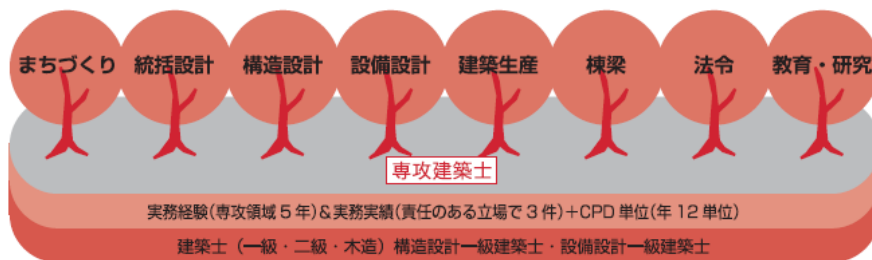 まちづくり 統括設計 構造設計 設備設計 建築生産 棟梁 法令 教育・研究
専攻建築士
実務経験(専攻領域5年)&実務実績(責任のある立場で3件)+CPD単位(年12単位)
建築士(一級・二級・木造)構造設計一級建築士・設備設計一級建築士